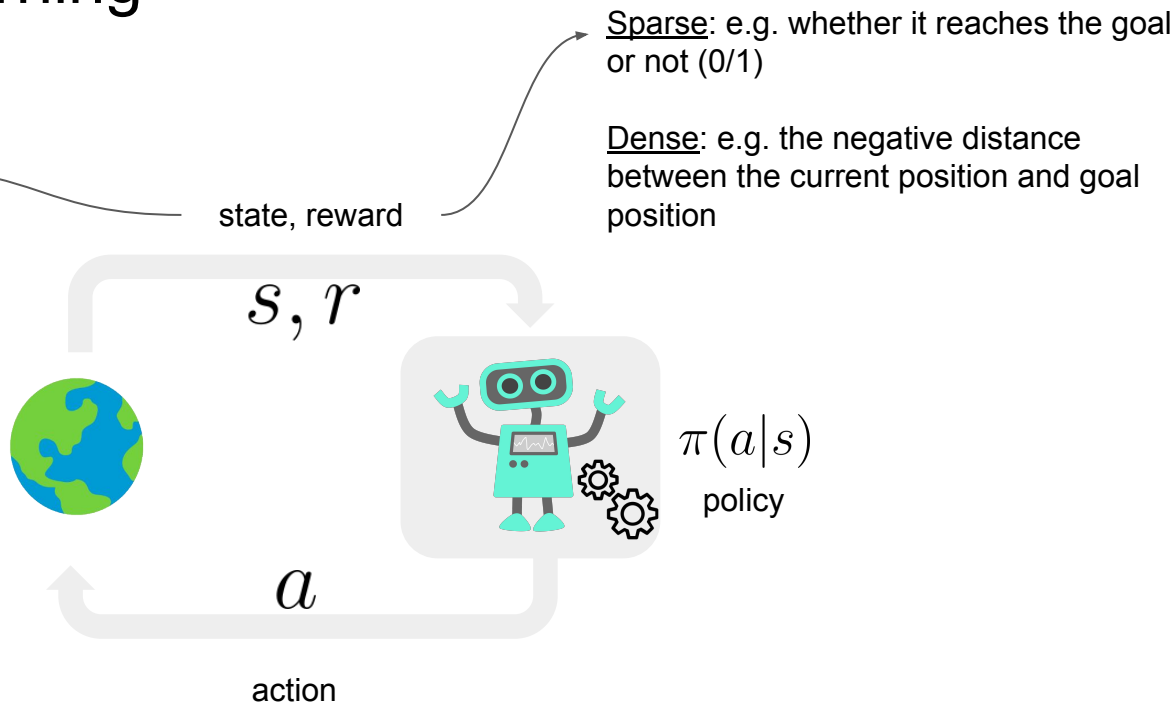 Sparse: e.g. whether it reaches the goal
or not (0/1)
Dense: e.g. the negative distance
between the current position and goal
position
state, reward
s, r
π(a|s)
policy
a
action